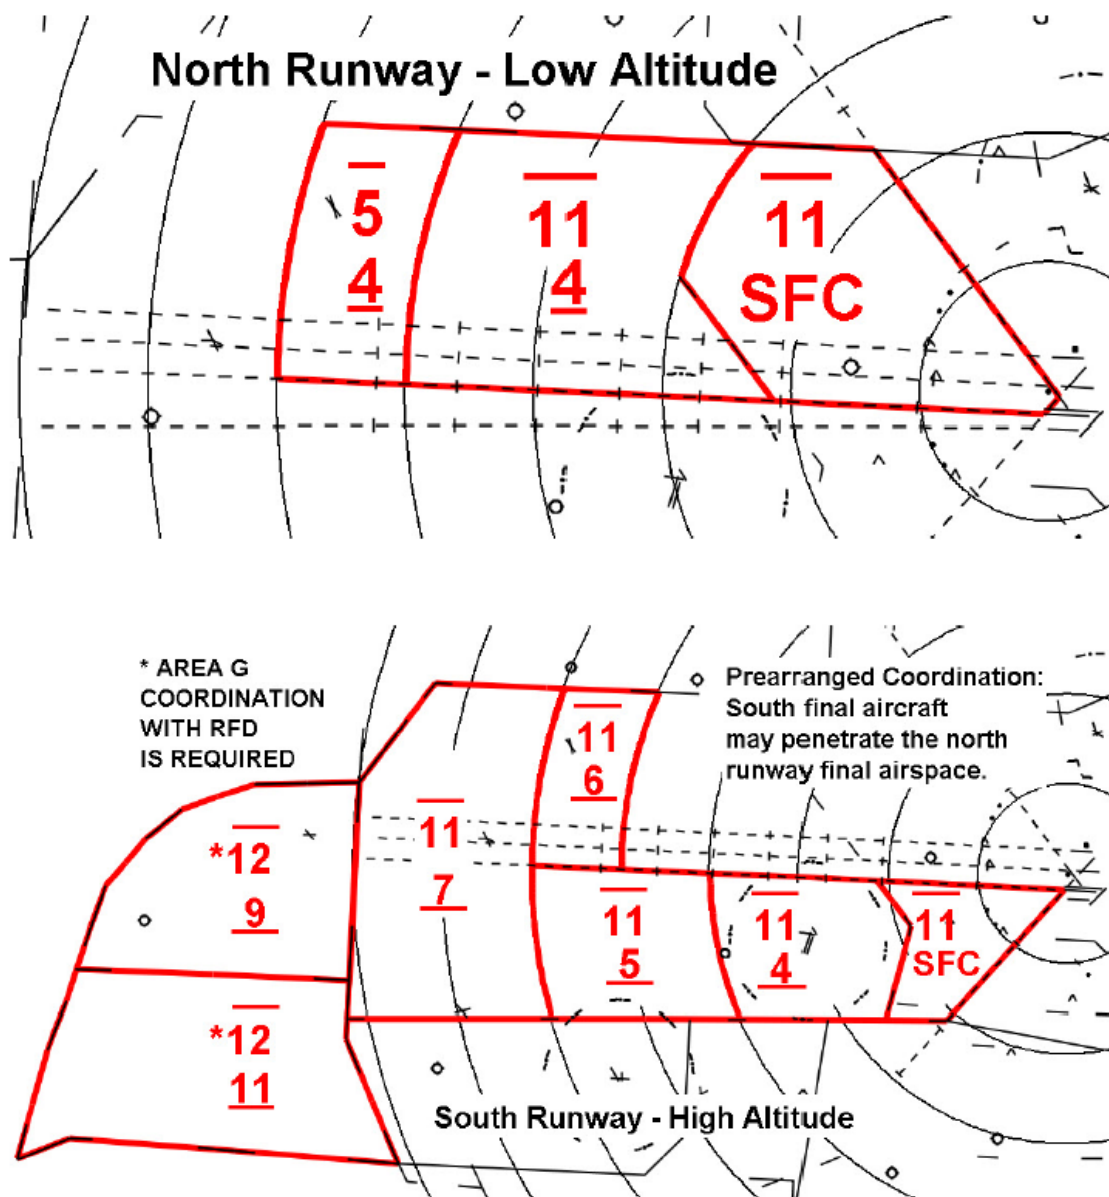 North Runway - Low Altitude
5
4
11
4
11
SFC
* AREA G
COORDINATION
WITH RFD
IS REQUIRED
Prearranged Coordination:
South final aircraft
may penetrate the north
runway final airspace.
11
6
11
7
*12
9
11
5
11
4
11
SFC
*12
11
South Runway - High Altitude